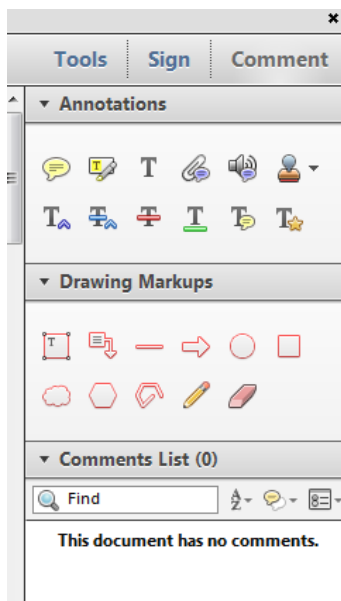 Tools Sign Comment
Annotations
T T
T T T T T T
Drawing Markups
T
Comments List (0)
Find A Z
This document has no comments.